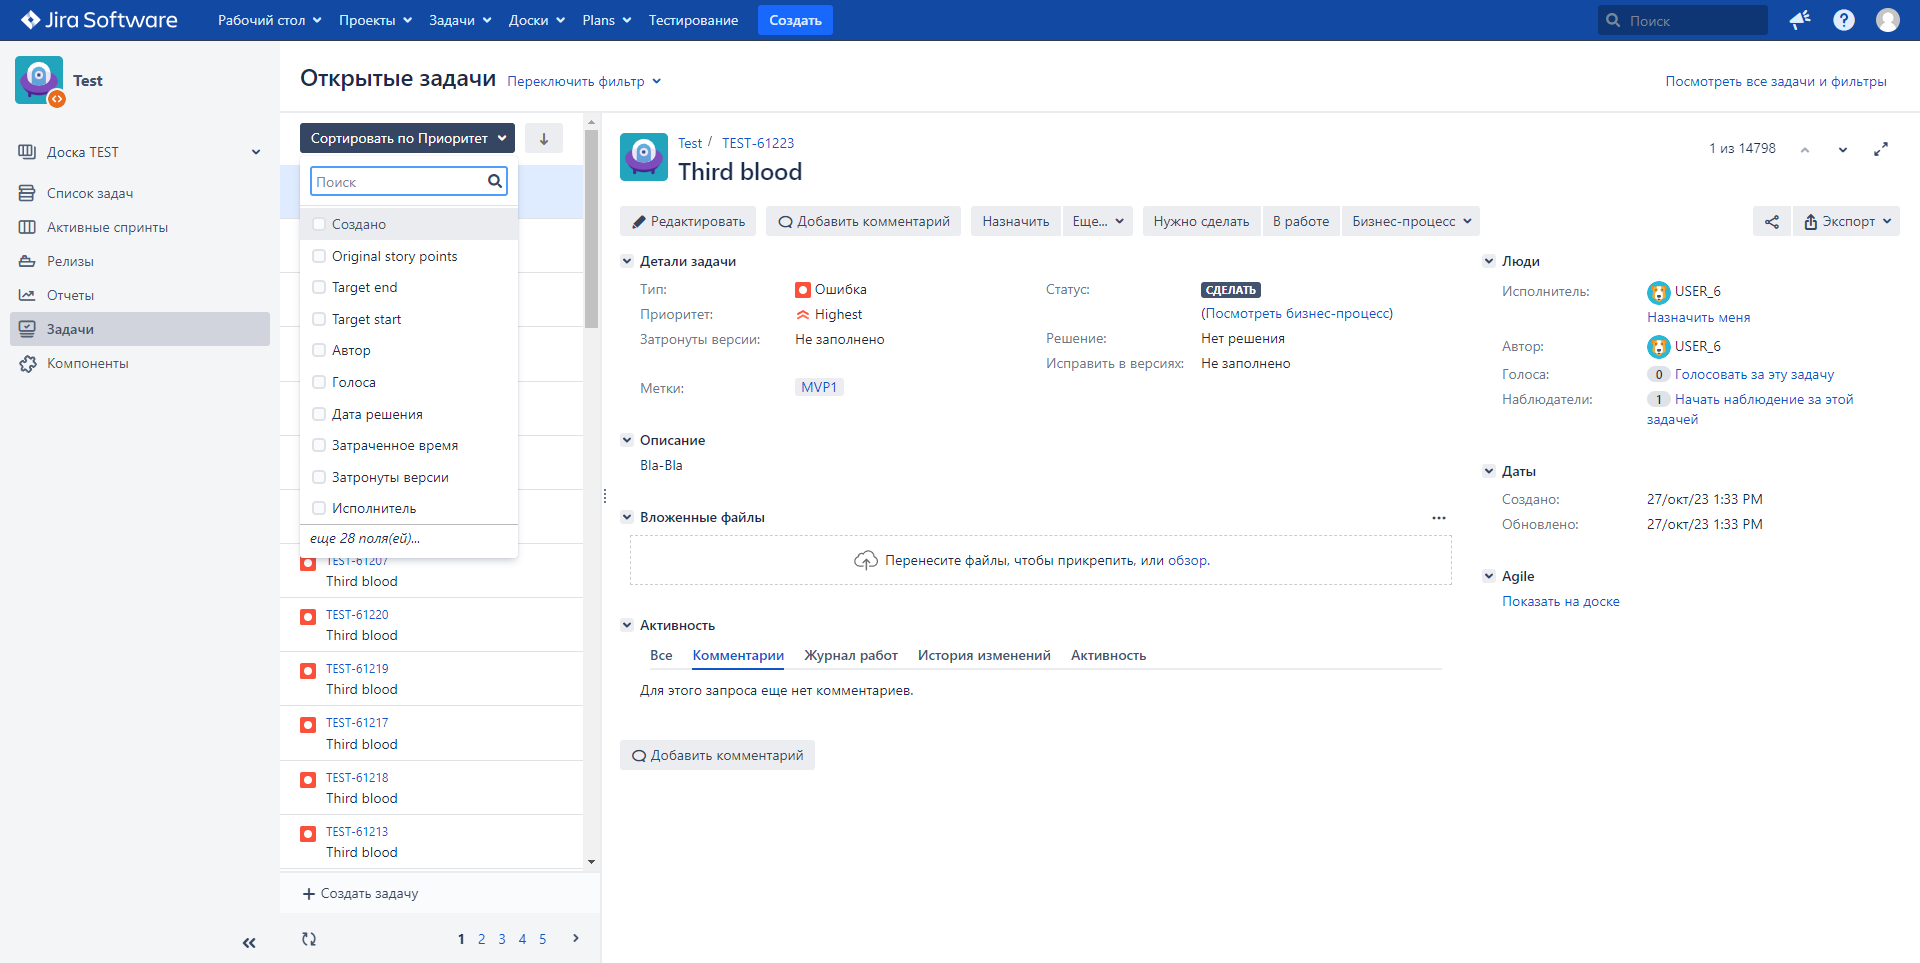 Jira Software
Рабочий стол
Проекты
Задачи
Доски
Plans
Тестирование
Создать
Поиск
Test
Доска TEST
Список задач
Активные спринты
Релизы
Отчеты
Задачи
Компоненты
Открытые задачи
Переключить фильтр
Посмотреть все задачи и фильтры
Сортировать по Приоритет
Поиск
Создано
Original story points
Target end
Target start
Автор
Голоса
Дата решения
Затраченное время
Затронуты версии
Исполнитель
еще 28 поля(ей)...
TEST-61207
Third blood
TEST-61220
Third blood
TEST-61219
Third blood
TEST-61217
Third blood
TEST-61218
Third blood
TEST-61213
Third blood
+ Создать задачу
1 2 3 4 5
Test / TEST-61223
Third blood
1 из 14798
Редактировать
Добавить комментарий
Назначить
Еще...
Нужно сделать
В работе
Бизнес-процесс
Экспорт
Детали задачи
Тип: Ошибка
Приоритет: Highest
Затронуты версии: Не заполнено
Метки: MVP1
Статус: СДЕЛАТЬ
(Посмотреть бизнес-процесс)
Решение: Нет решения
Исправить в версиях: Не заполнено
Описание
Bla-Bla
Вложенные файлы
Перенесите файлы, чтобы прикрепить, или обзор.
Активность
Все
Комментарии
Журнал работ
История изменений
Активность
Для этого запроса еще нет комментариев.
Добавить комментарий
Люди
Исполнитель: USER_6
Назначить меня
Автор: USER_6
Голоса: 0 Голосовать за эту задачу
Наблюдатели: 1 Начать наблюдение за этой
задачей
Даты
Создано: 27/окт/23 1:33 PM
Обновлено: 27/окт/23 1:33 PM
Agile
Показать на доске